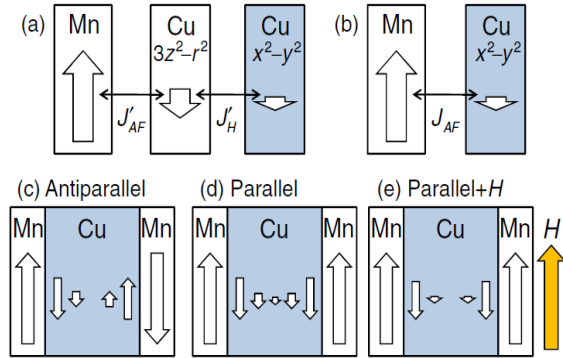 (a)
Mn
Cu
3z²–r²
Cu
x²–y²
J′AF
J′H
(b)
Mn
Cu
x²–y²
JAF
(c) Antiparallel
Mn
Cu
Mn
(d) Parallel
Mn
Cu
Mn
(e) Parallel+H
Mn
Cu
Mn
H